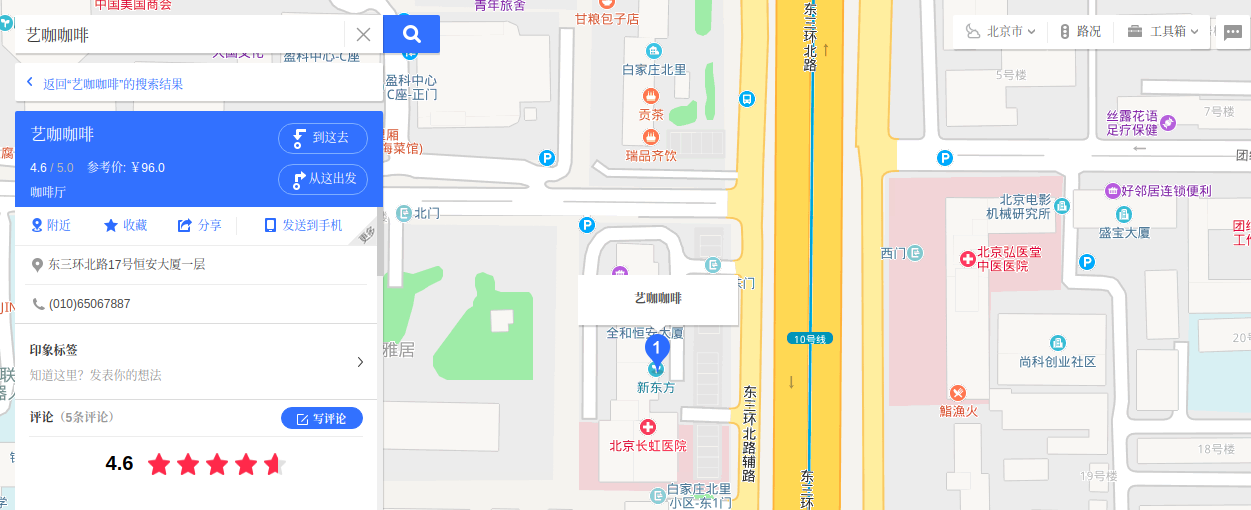 中国美国商会
青年旅舍
甘粮包子店
东三环北路
艺咖咖啡
盈科中心-C座
北京市
路况
工具箱
白家庄北里
5号楼
返回“艺咖咖啡”的搜索结果
盈科中心
C座-正门
贡茶
7号楼
丝露花语
足疗保健
艺咖咖啡
到这去
瑞品齐饮
海菜馆)
4.6 / 5.0
参考价: ￥96.0
从这出发
咖啡厅
好邻居连锁便利
北京电影
机械研究所
北门
附近
收藏
分享
发送到手机
更多
盛宝大厦
西门
北京弘医堂
中医医院
东三环北路17号恒安大厦一层
艺咖咖啡
(010)65067887
全和恒安大厦
10号线
1
印象标签
雅居
知道这里？发表你的想法
尚科创业社区
新东方
评论（5条评论）
写评论
鮨漁火
东三环北路辅路
北京长虹医院
4.6
18号楼
19号楼
白家庄北里
小区-东1门
东三环